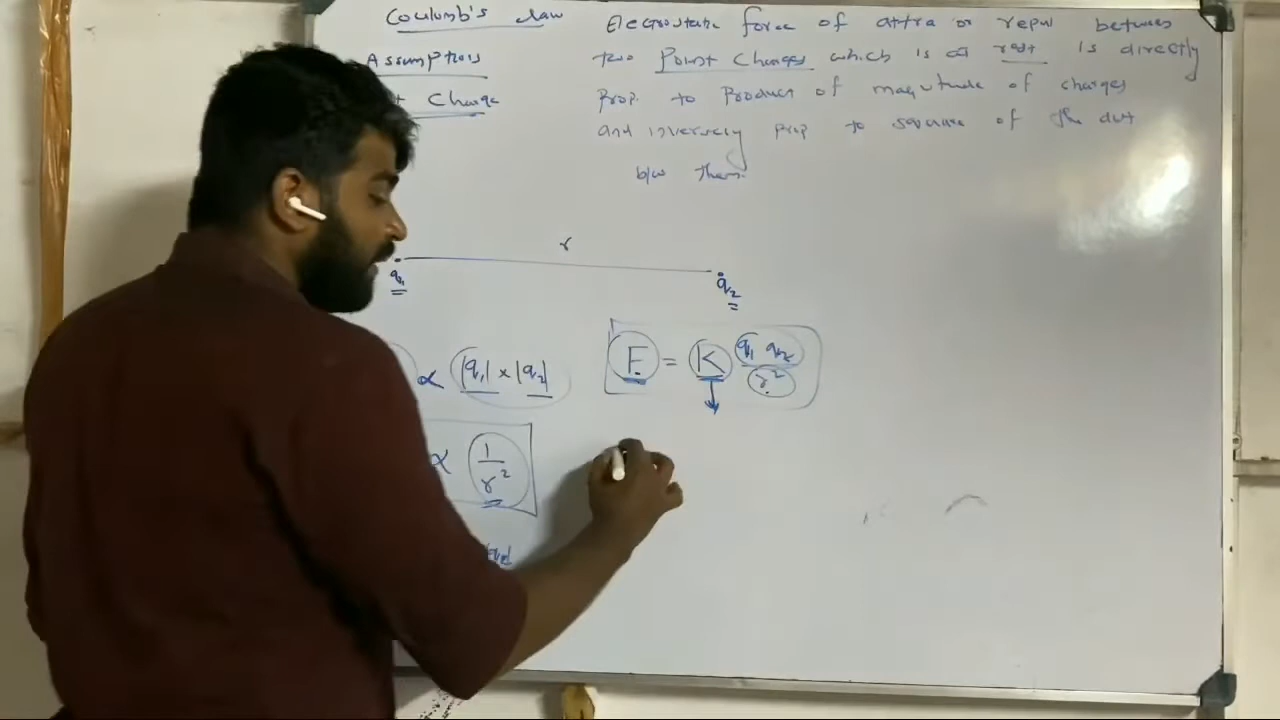 Coulomb's law
Assumptions
Charge
Electrostatic force of attra or repul between
two Point Charges which is at rest is directly
Prop. to Product of magnitude of charges
and inversely prop to square of the dist
b/w them.
r
q1 q2
∝ |q1| × |q2|
F = K q1 q2 / r²
∝ 1 / r²